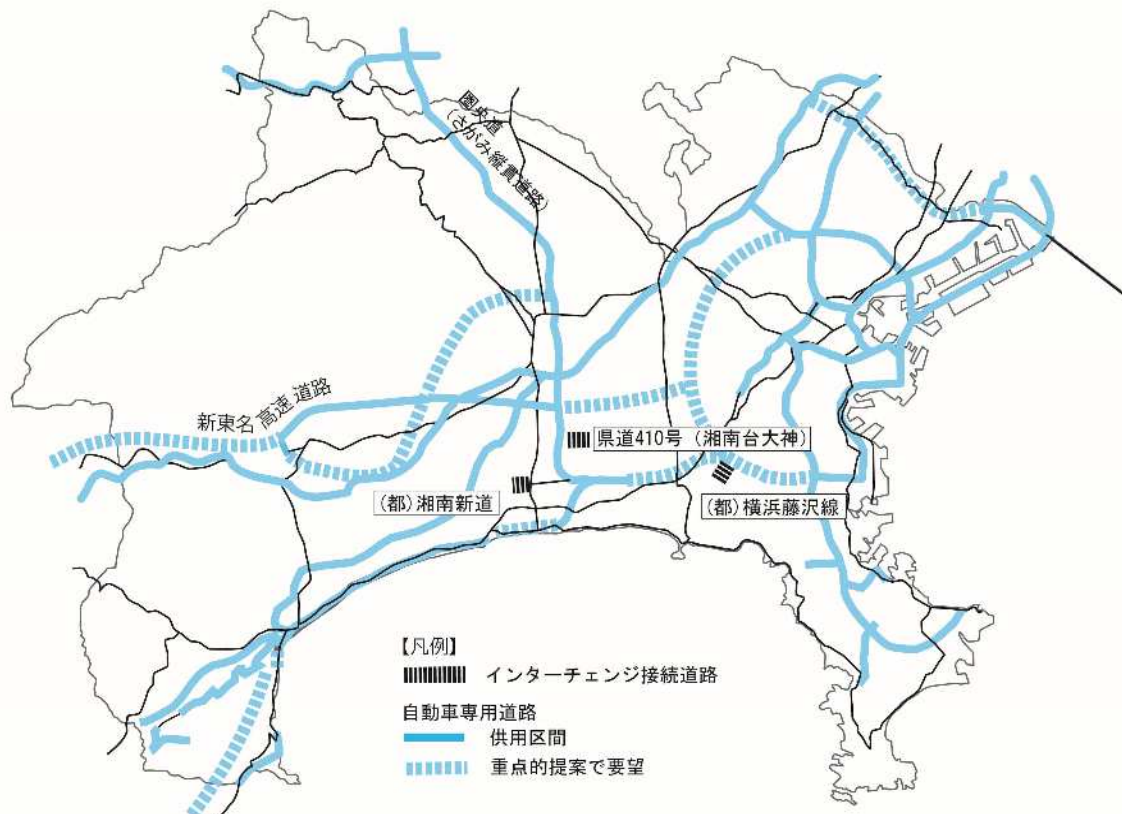 圏央道
(さがみ縦貫道路)
新東名高速道路
県道410号（湘南台大神）
(都)湘南新道
(都)横浜藤沢線
【凡例】
インターチェンジ接続道路
自動車専用道路
供用区間
重点的提案で要望